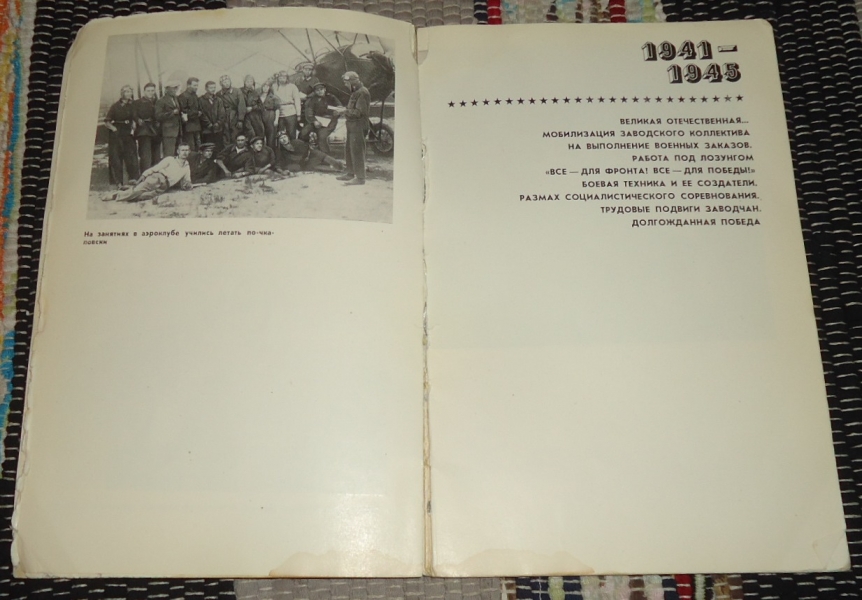 На занятиях в аэроклубе учились летать по-чка-
ловски
1941—
1945
ВЕЛИКАЯ ОТЕЧЕСТВЕННАЯ...
МОБИЛИЗАЦИЯ ЗАВОДСКОГО КОЛЛЕКТИВА
НА ВЫПОЛНЕНИЕ ВОЕННЫХ ЗАКАЗОВ.
РАБОТА ПОД ЛОЗУНГОМ
«ВСЕ — ДЛЯ ФРОНТА! ВСЕ — ДЛЯ ПОБЕДЫ!»
БОЕВАЯ ТЕХНИКА И ЕЕ СОЗДАТЕЛИ.
РАЗМАХ СОЦИАЛИСТИЧЕСКОГО СОРЕВНОВАНИЯ.
ТРУДОВЫЕ ПОДВИГИ ЗАВОДЧАН.
ДОЛГОЖДАННАЯ ПОБЕДА